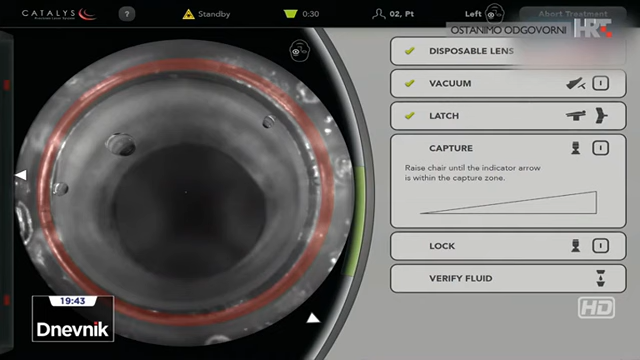 CATALYS
?
Standby
0:30
02, Pt
Left
Abort Treatment
OSTANIMO ODGOVORNI
HRT
DISPOSABLE LENS
VACUUM
LATCH
CAPTURE
Raise chair until the indicator arrow
is within the capture zone.
LOCK
VERIFY FLUID
19:43
Dnevnik
HD